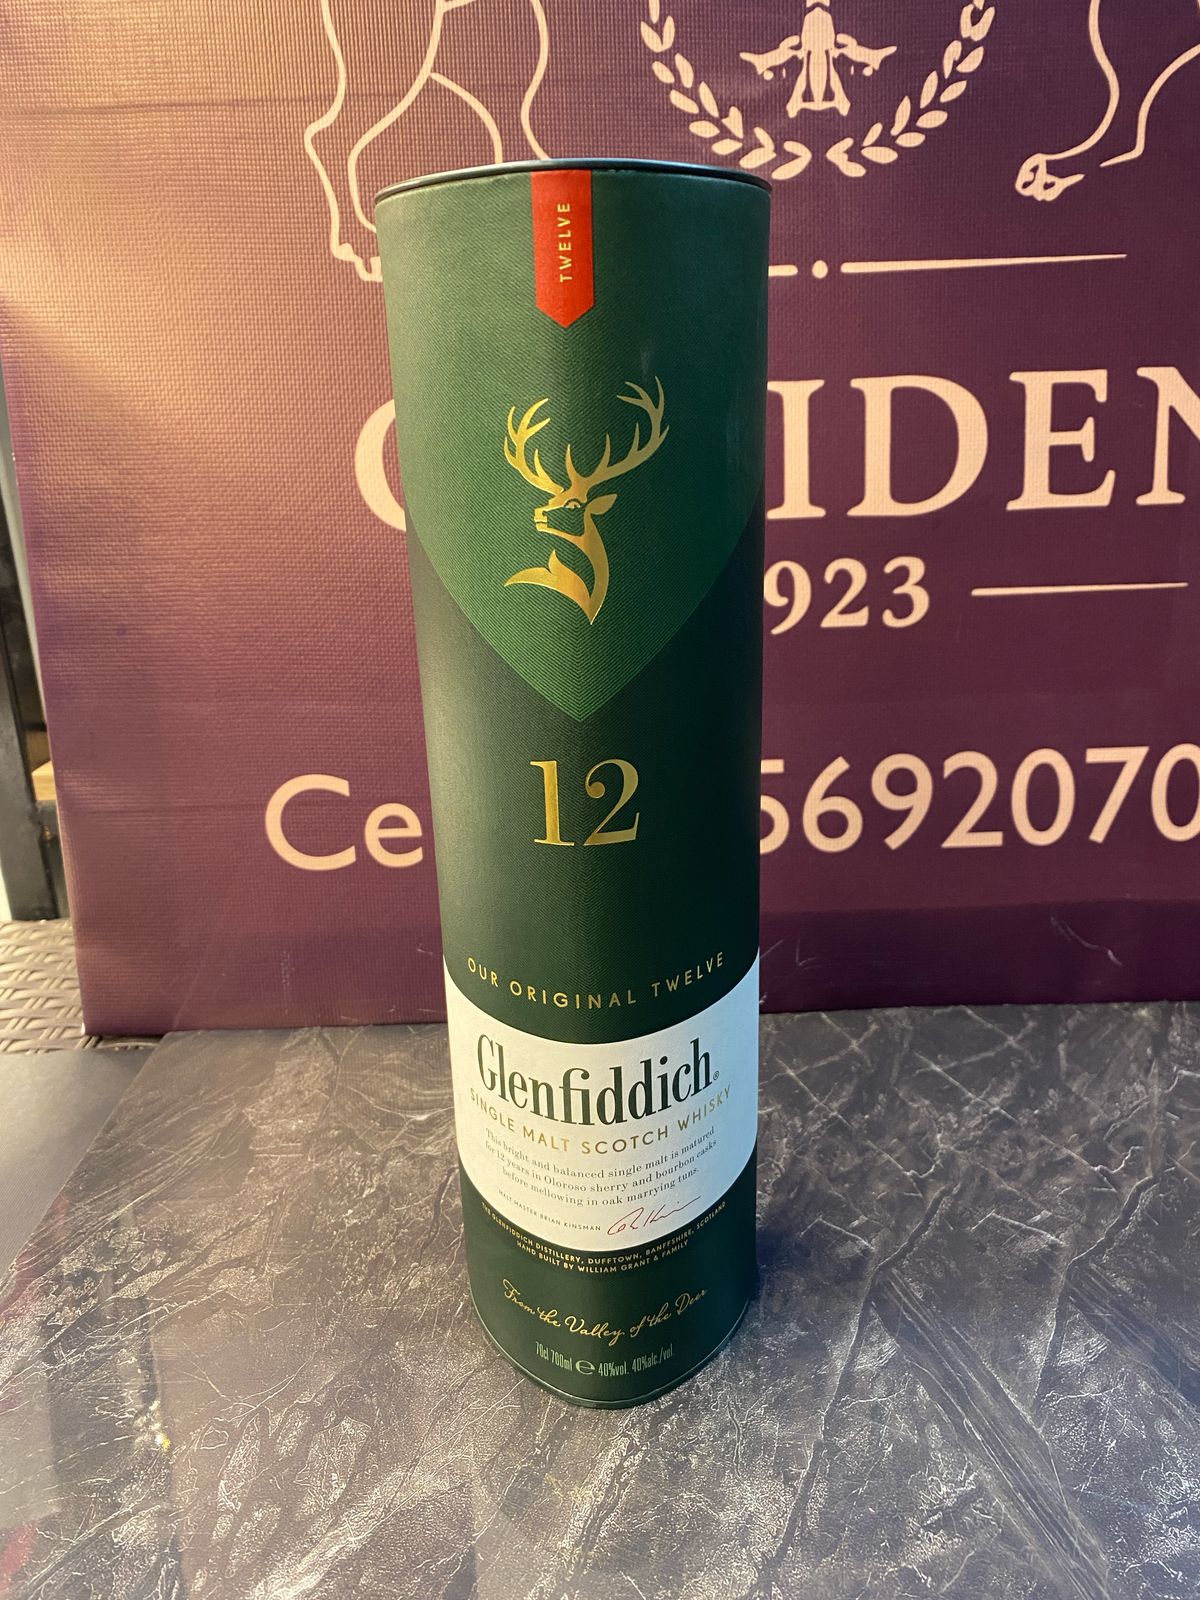 TWELVE
IDEN
923
Ce
5692070
12
OUR ORIGINAL TWELVE
Glenfiddich®
SINGLE MALT SCOTCH WHISKY
This bright and balanced single malt is matured
for 12 years in Oloroso sherry and bourbon casks
before mellowing in oak marrying tuns.
MALT MASTER BRIAN KINSMAN
THE GLENFIDDICH DISTILLERY, DUFFTOWN, BANFFSHIRE, SCOTLAND
HAND BUILT BY WILLIAM GRANT & FAMILY
From the Valley of the Deer
70cl 700ml ℮ 40%vol. 40%alc./vol.